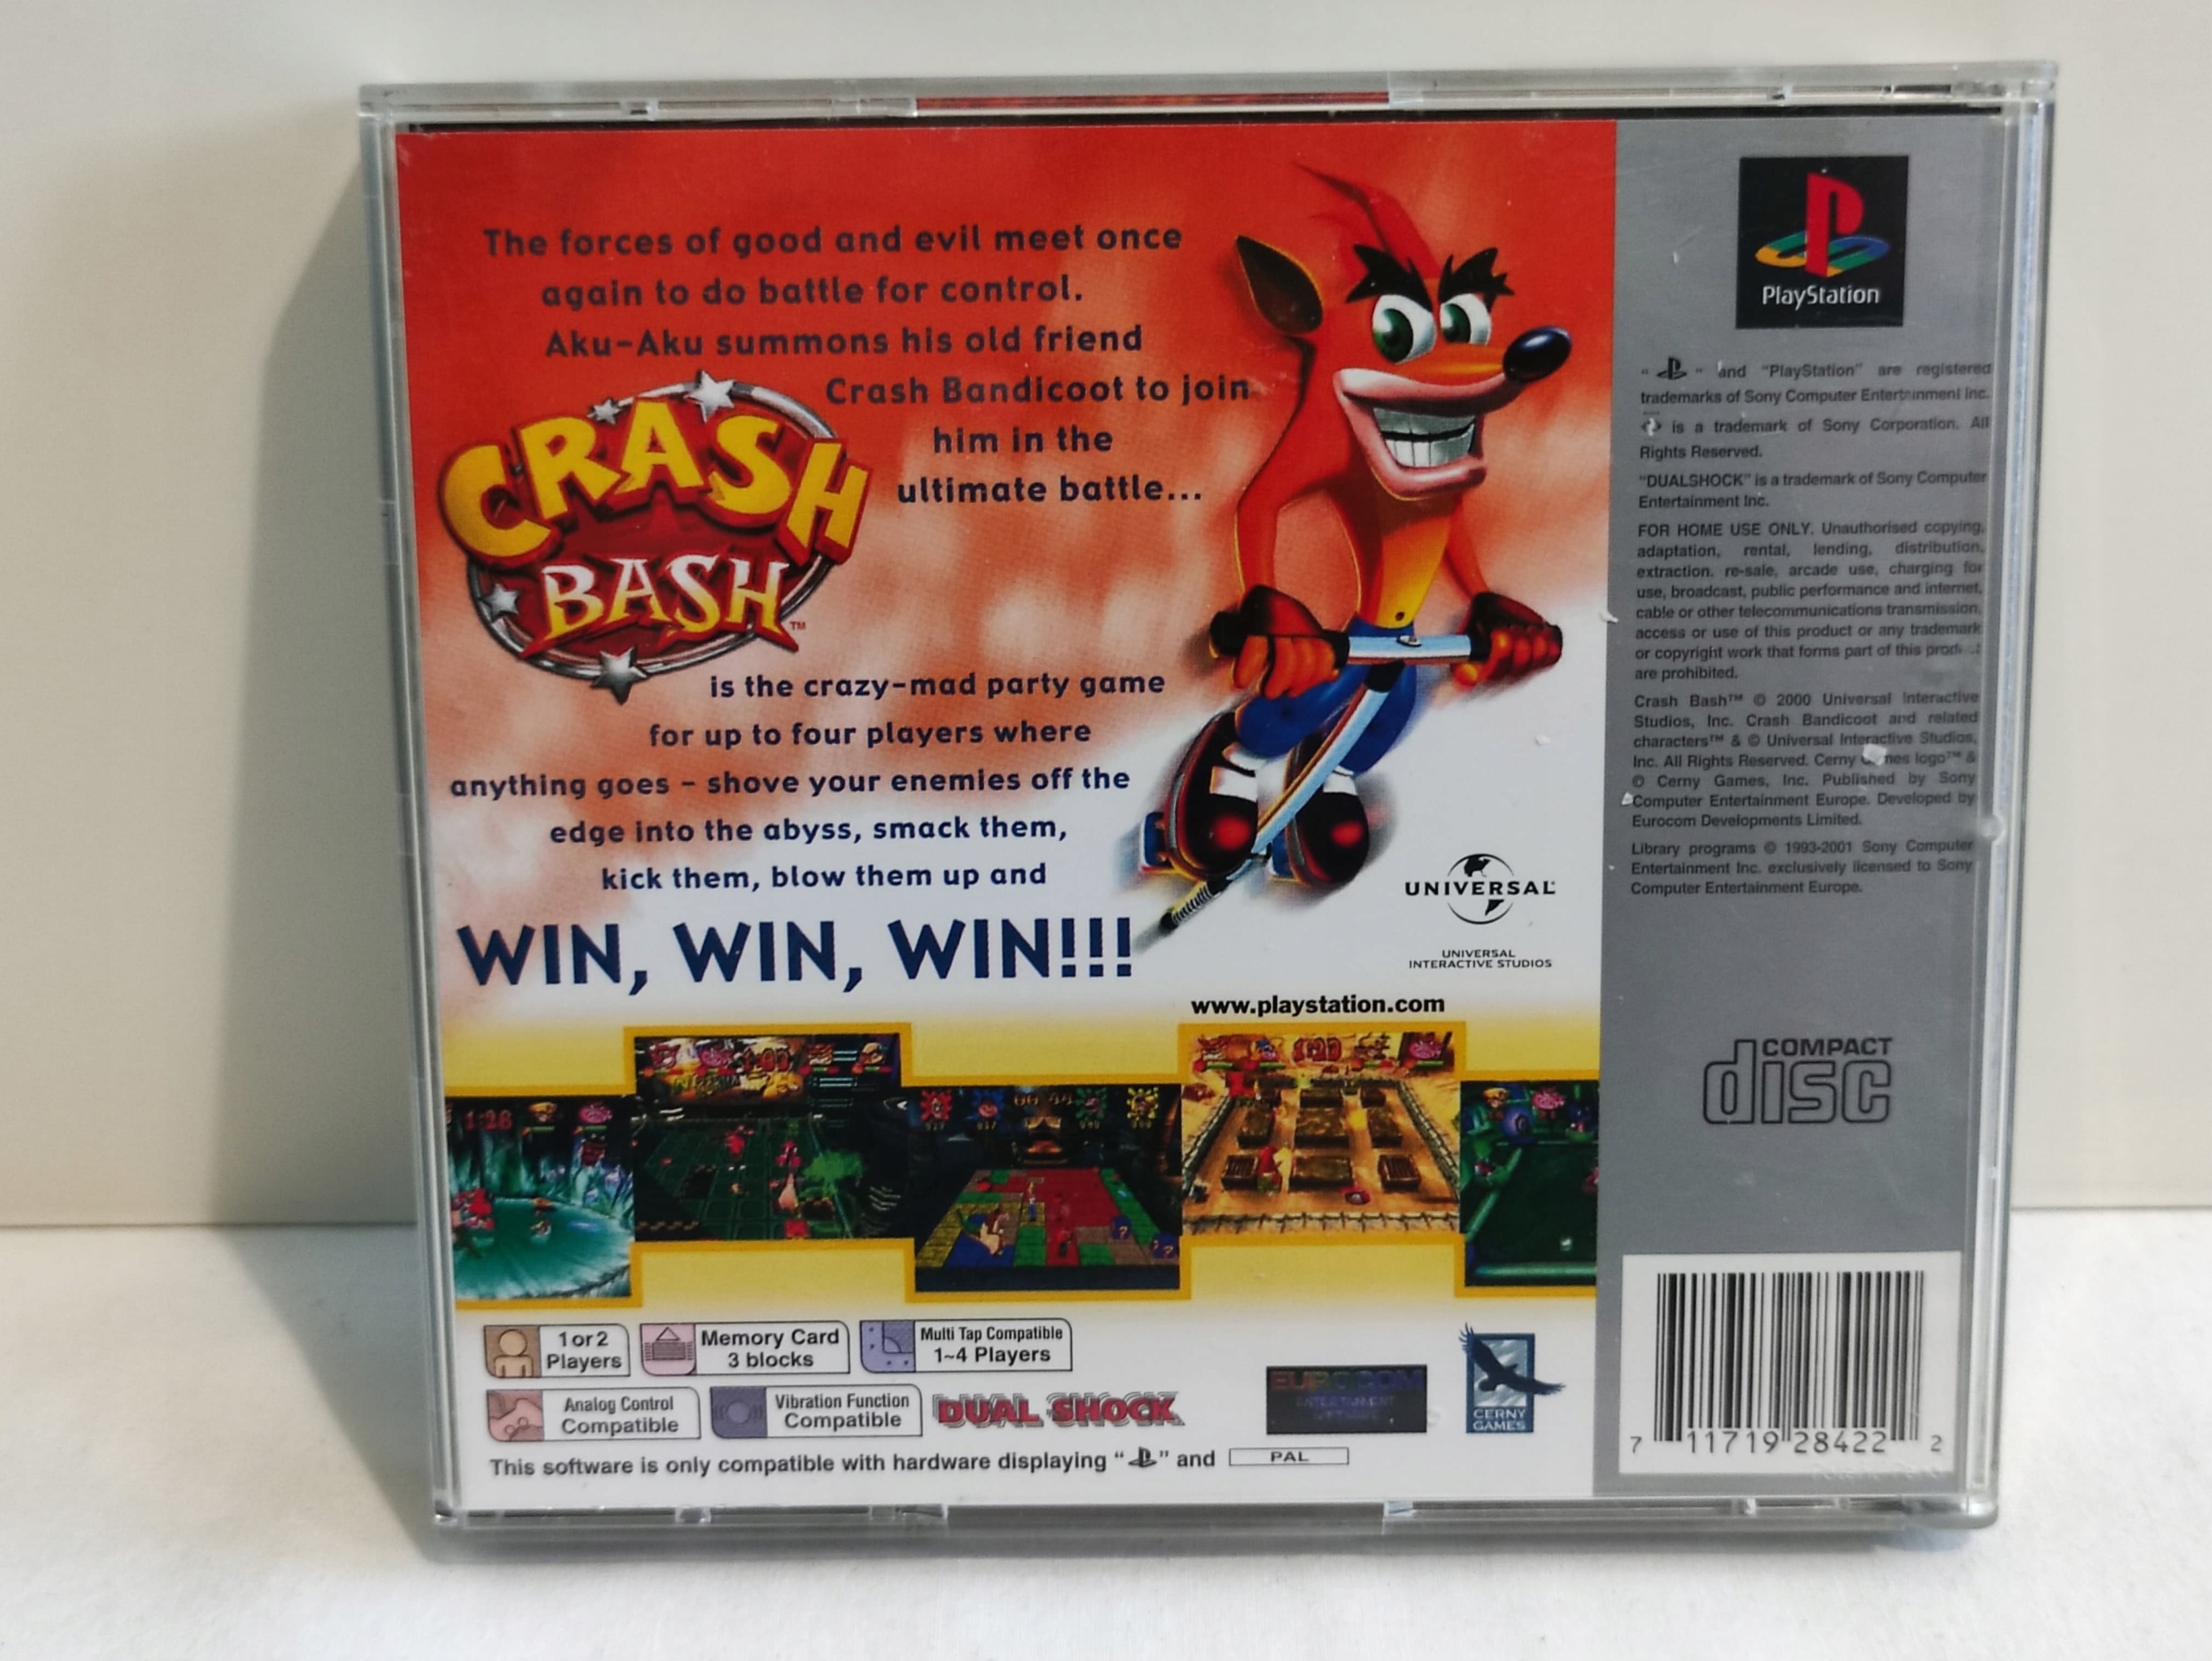 The forces of good and evil meet once
again to do battle for control.
Aku-Aku summons his old friend
Crash Bandicoot to join
him in the
ultimate battle...
CRASH
BASH™
is the crazy-mad party game
for up to four players where
anything goes - shove your enemies off the
edge into the abyss, smack them,
kick them, blow them up and
WIN, WIN, WIN!!!
UNIVERSAL
UNIVERSAL
INTERACTIVE STUDIOS
www.playstation.com
1:28
1 or 2
Players
Memory Card
3 blocks
Multi Tap Compatible
1~4 Players
Analog Control
Compatible
Vibration Function
Compatible
DUAL SHOCK
EUROCOM
ENTERTAINMENT
SOFTWARE
CERNY
GAMES
This software is only compatible with hardware displaying " " and PAL
PlayStation
" " and "PlayStation" are registered
trademarks of Sony Computer Entertainment Inc.
is a trademark of Sony Corporation. All
Rights Reserved.
"DUALSHOCK" is a trademark of Sony Computer
Entertainment Inc.
FOR HOME USE ONLY. Unauthorised copying,
adaptation, rental, lending, distribution,
extraction, re-sale, arcade use, charging for
use, broadcast, public performance and internet,
cable or other telecommunications transmission,
access or use of this product or any trademark
or copyright work that forms part of this product
are prohibited.
Crash Bash™ © 2000 Universal Interactive
Studios, Inc. Crash Bandicoot and related
characters™ & © Universal Interactive Studios,
Inc. All Rights Reserved. Cerny Games logo™ &
© Cerny Games, Inc. Published by Sony
Computer Entertainment Europe. Developed by
Eurocom Developments Limited.
Library programs © 1993-2001 Sony Computer
Entertainment Inc. exclusively licensed to Sony
Computer Entertainment Europe.
COMPACT
disc
7 11719 28422 2